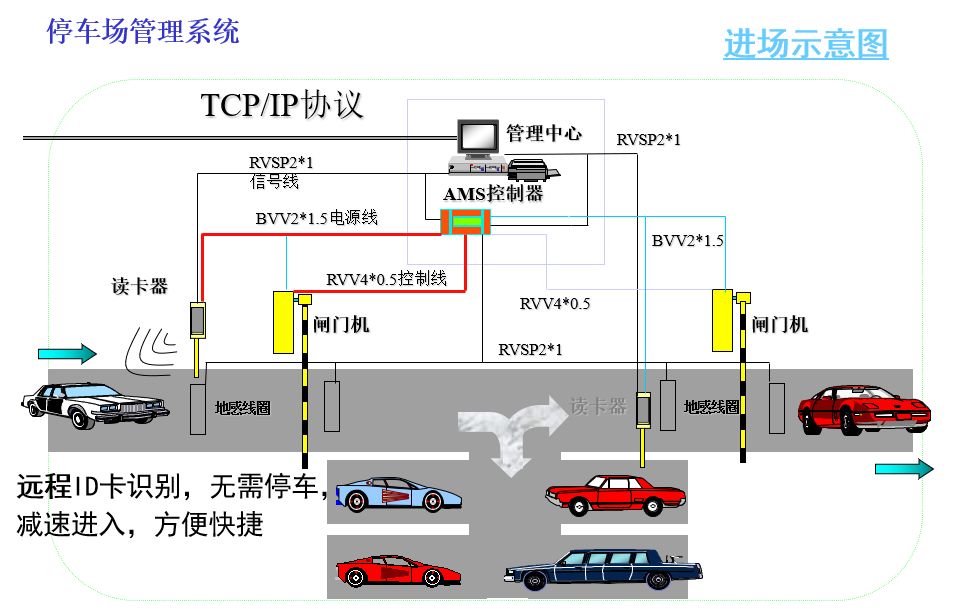 停车场管理系统
进场示意图
TCP/IP协议
管理中心
RVSP2*1
RVSP2*1
信号线
AMS控制器
BVV2*1.5电源线
BVV2*1.5
读卡器
RVV4*0.5控制线
RVV4*0.5
闸门机
闸门机
RVSP2*1
地感线圈
读卡器
地感线圈
远程ID卡识别，无需停车，
减速进入，方便快捷